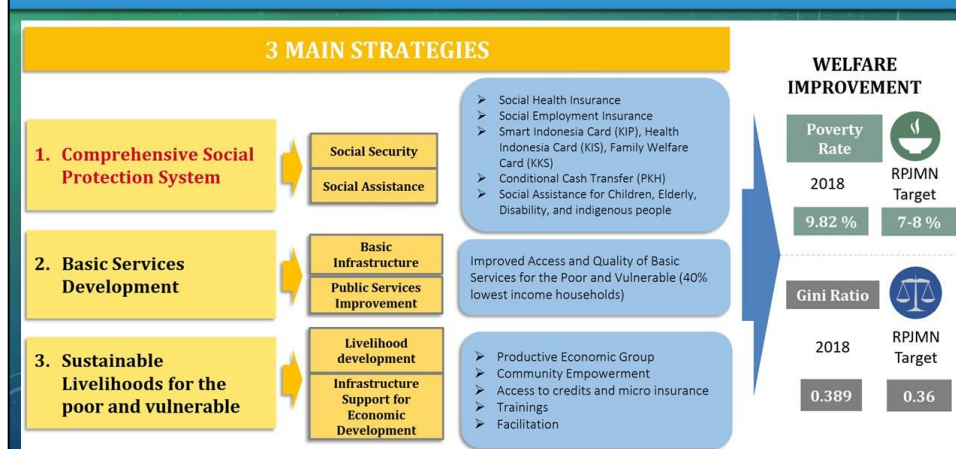 3 MAIN STRATEGIES
1. Comprehensive Social
Protection System
Social Security
Social Assistance
➢ Social Health Insurance
➢ Social Employment Insurance
➢ Smart Indonesia Card (KIP), Health
Indonesia Card (KIS), Family Welfare
Card (KKS)
➢ Conditional Cash Transfer (PKH)
➢ Social Assistance for Children, Elderly,
Disability, and indigenous people
2. Basic Services
Development
Basic
Infrastructure
Public Services
Improvement
Improved Access and Quality of Basic
Services for the Poor and Vulnerable (40%
lowest income households)
3. Sustainable
Livelihoods for the
poor and vulnerable
Livelihood
development
Infrastructure
Support for
Economic
Development
➢ Productive Economic Group
➢ Community Empowerment
➢ Access to credits and micro insurance
➢ Trainings
➢ Facilitation
WELFARE
IMPROVEMENT
Poverty
Rate
2018
RPJMN
Target
9.82 %
7-8 %
Gini Ratio
2018
RPJMN
Target
0.389
0.36